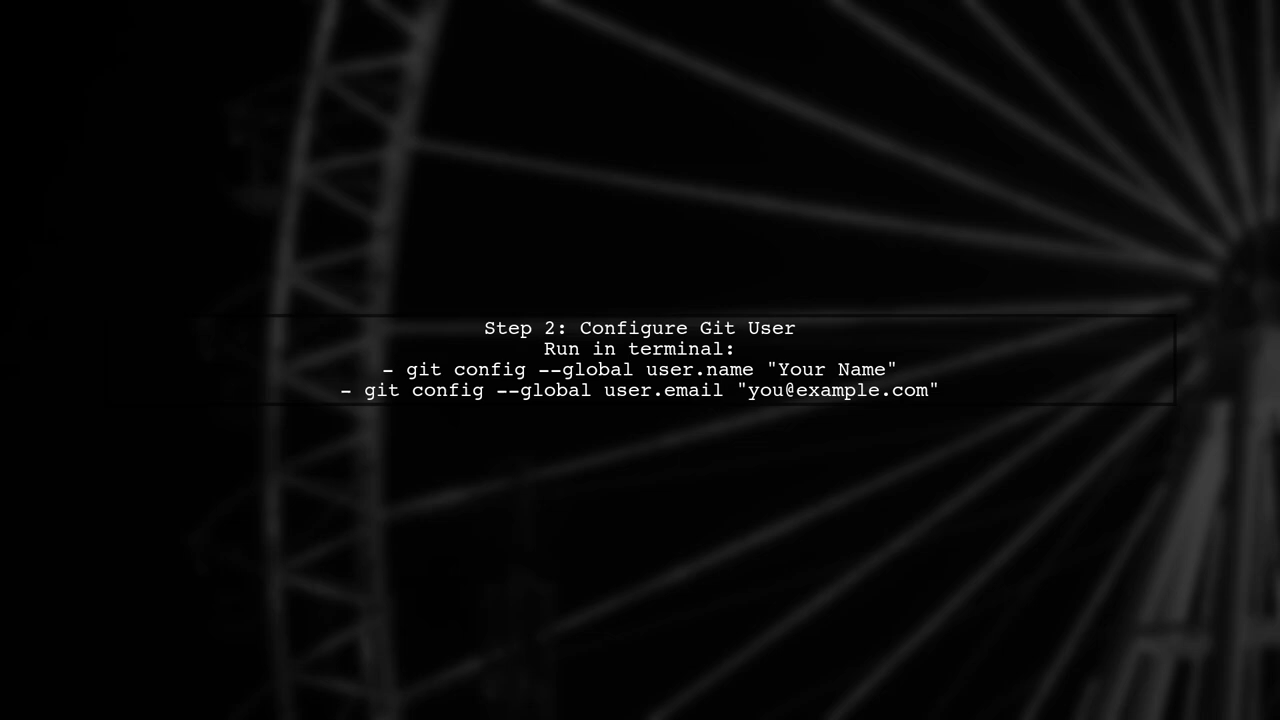 Step 2: Configure Git User
Run in terminal:
- git config --global user.name "Your Name"
- git config --global user.email "you@example.com"